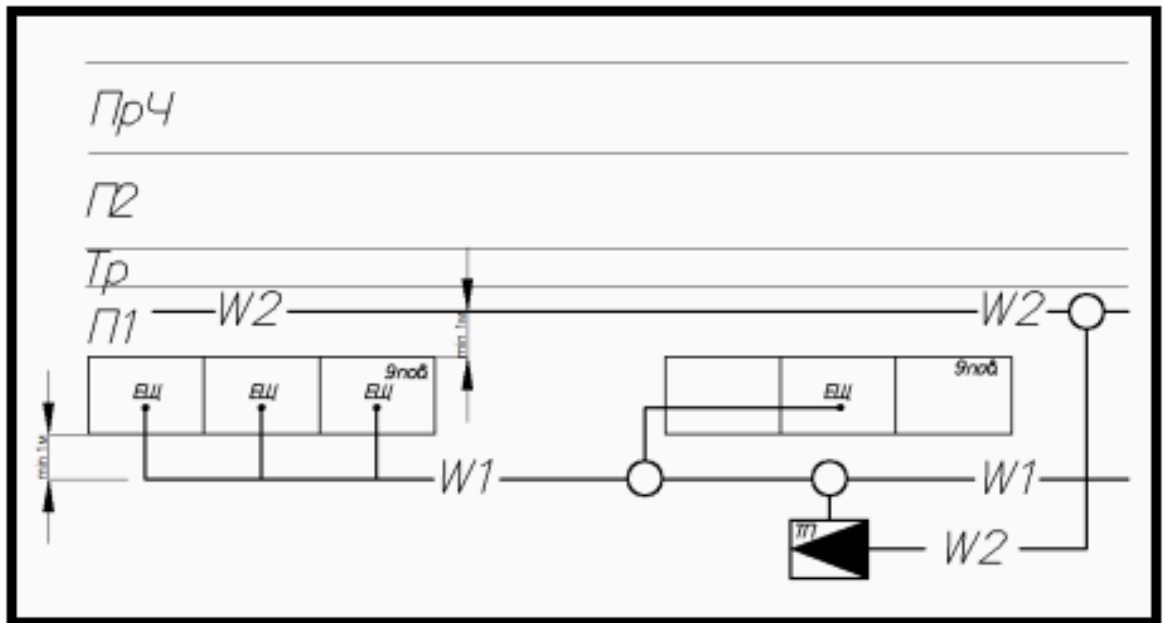 ПрЧ
П2
Тр
П1 W2 W2
min 1м
9пов. 9пов.
ЕЩ ЕЩ ЕЩ ЕЩ
min 1м
W1 W1
ТП
W2